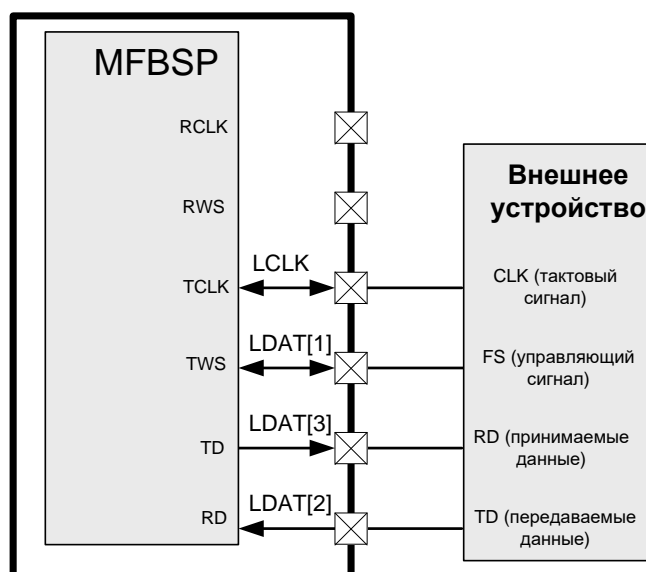 MFBSP
RCLK
RWS
LCLK
TCLK
LDAT[1]
TWS
LDAT[3]
TD
LDAT[2]
RD
Внешнее
устройство
CLK (тактовый
сигнал)
FS (управляющий
сигнал)
RD (принимаемые
данные)
TD (передаваемые
данные)